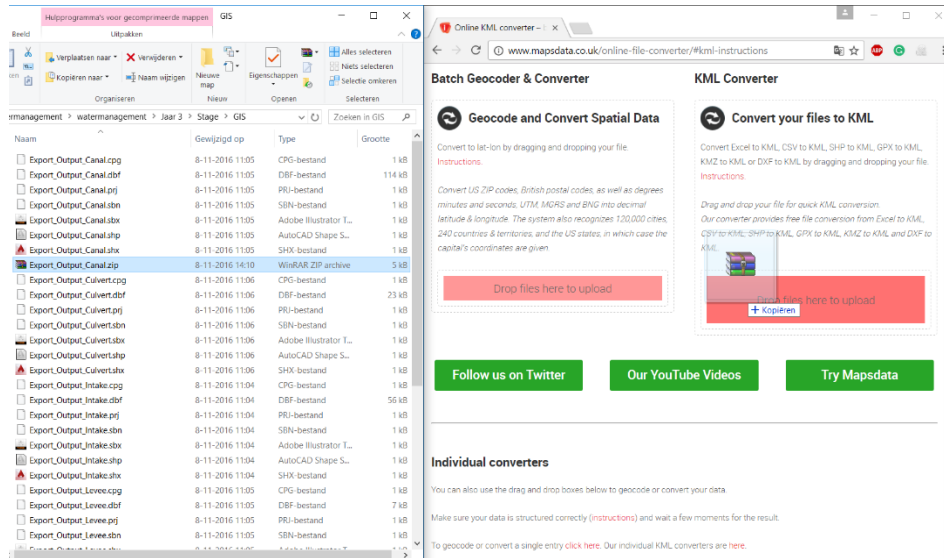 Hulpprogramma's voor gecomprimeerde mappen GIS
Beeld Uitpakken
Verplaatsen naar Verwijderen
Kopiëren naar Naam wijzigen
Nieuwe map
Eigenschappen
Alles selecteren
Niets selecteren
Selectie omkeren
Organiseren Nieuw Openen Selecteren
ermanagement > watermanagement > Jaar 3 > Stage > GIS Zoeken in GIS
Naam Gewijzigd op Type Grootte
Export_Output_Canal.cpg 8-11-2016 11:05 CPG-bestand 1 kB
Export_Output_Canal.dbf 8-11-2016 11:05 DBF-bestand 114 kB
Export_Output_Canal.prj 8-11-2016 11:05 PRJ-bestand 1 kB
Export_Output_Canal.sbn 8-11-2016 11:05 SBN-bestand 1 kB
Export_Output_Canal.sbx 8-11-2016 11:05 Adobe Illustrator T... 1 kB
Export_Output_Canal.shp 8-11-2016 11:05 AutoCAD Shape S... 1 kB
Export_Output_Canal.shx 8-11-2016 11:05 SHX-bestand 1 kB
Export_Output_Canal.zip 8-11-2016 14:10 WinRAR ZIP archive 5 kB
Export_Output_Culvert.cpg 8-11-2016 11:06 CPG-bestand 1 kB
Export_Output_Culvert.dbf 8-11-2016 11:06 DBF-bestand 23 kB
Export_Output_Culvert.prj 8-11-2016 11:06 PRJ-bestand 1 kB
Export_Output_Culvert.sbn 8-11-2016 11:06 SBN-bestand 1 kB
Export_Output_Culvert.sbx 8-11-2016 11:06 Adobe Illustrator T... 1 kB
Export_Output_Culvert.shp 8-11-2016 11:06 AutoCAD Shape S... 1 kB
Export_Output_Culvert.shx 8-11-2016 11:06 SHX-bestand 1 kB
Export_Output_Intake.cpg 8-11-2016 11:04 CPG-bestand 1 kB
Export_Output_Intake.dbf 8-11-2016 11:04 DBF-bestand 56 kB
Export_Output_Intake.prj 8-11-2016 11:04 PRJ-bestand 1 kB
Export_Output_Intake.sbn 8-11-2016 11:04 SBN-bestand 1 kB
Export_Output_Intake.sbx 8-11-2016 11:04 Adobe Illustrator T... 1 kB
Export_Output_Intake.shp 8-11-2016 11:04 AutoCAD Shape S... 1 kB
Export_Output_Intake.shx 8-11-2016 11:04 SHX-bestand 1 kB
Export_Output_Levee.cpg 8-11-2016 11:05 CPG-bestand 1 kB
Export_Output_Levee.dbf 8-11-2016 11:05 DBF-bestand 7 kB
Export_Output_Levee.prj 8-11-2016 11:05 PRJ-bestand 1 kB
Export_Output_Levee.sbn 8-11-2016 11:05 SBN-bestand 1 kB
Online KML converter –
www.mapsdata.co.uk/online-file-converter/#kml-instructions
ABP
Batch Geocoder & Converter
Geocode and Convert Spatial Data
Convert to lat-lon by dragging and dropping your file.
Instructions.
Convert US ZIP codes, British postal codes, as well as degrees
minutes and seconds, UTM, MGRS and BNG into decimal
latitude & longitude. The system also recognizes 120,000 cities,
240 countries & territories, and the US states, in which case the
capital's coordinates are given.
Drop files here to upload
KML Converter
Convert your files to KML
Convert Excel to KML, CSV to KML, SHP to KML, GPX to KML,
KMZ to KML or DXF to KML by dragging and dropping your file.
Instructions.
Drag and drop your file for quick KML conversion.
Our converter provides free file conversion from Excel to KML,
CSV to KML, SHP to KML, GPX to KML, KMZ to KML and DXF to
KML.
Drop files here to upload
Kopiëren
Follow us on Twitter
Our YouTube Videos
Try Mapsdata
Individual converters
You can also use the drag and drop boxes below to geocode or convert your data.
Make sure your data is structured correctly (instructions) and wait a few moments for the result.
To geocode or convert a single entry click here. Our individual KML converters are here.